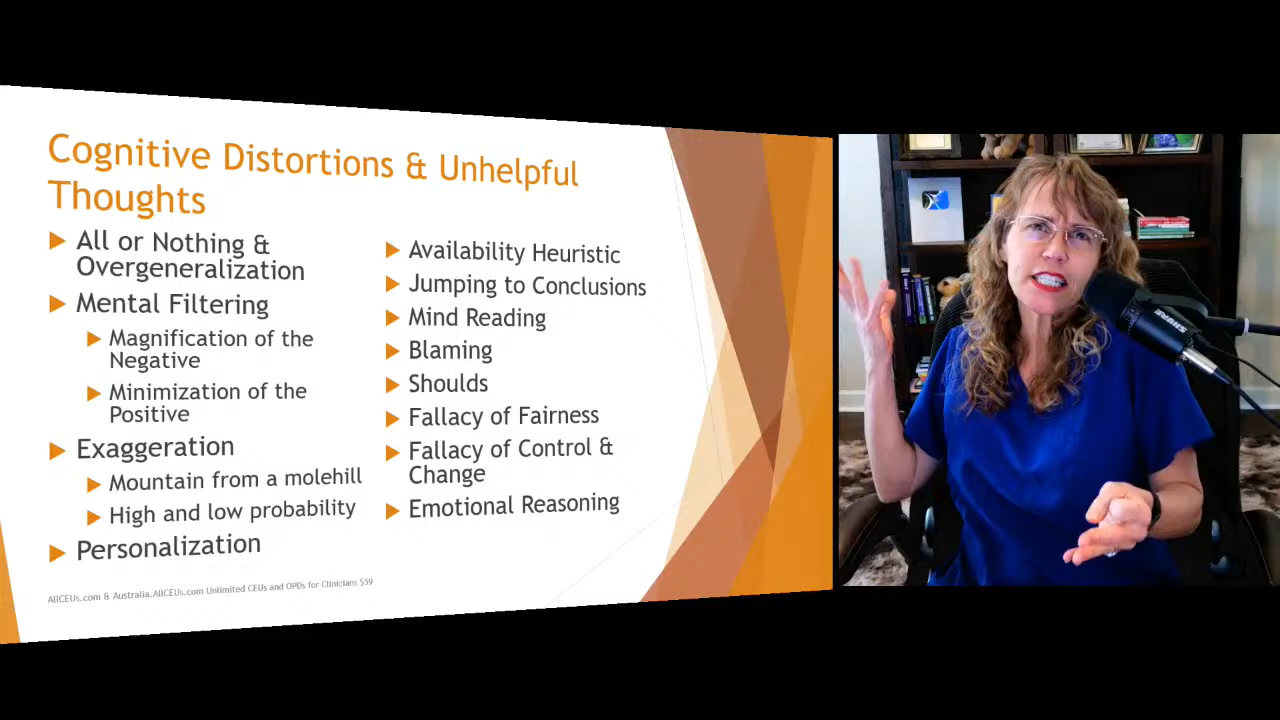 Cognitive Distortions & Unhelpful
Thoughts
All or Nothing &
Overgeneralization
Mental Filtering
Magnification of the
Negative
Minimization of the
Positive
Exaggeration
Mountain from a molehill
High and low probability
Personalization
Availability Heuristic
Jumping to Conclusions
Mind Reading
Blaming
Shoulds
Fallacy of Fairness
Fallacy of Control &
Change
Emotional Reasoning
AllCEUs.com & Australia.AllCEUs.com Unlimited CEUs and OPDs for Clinicians $59
SHURE